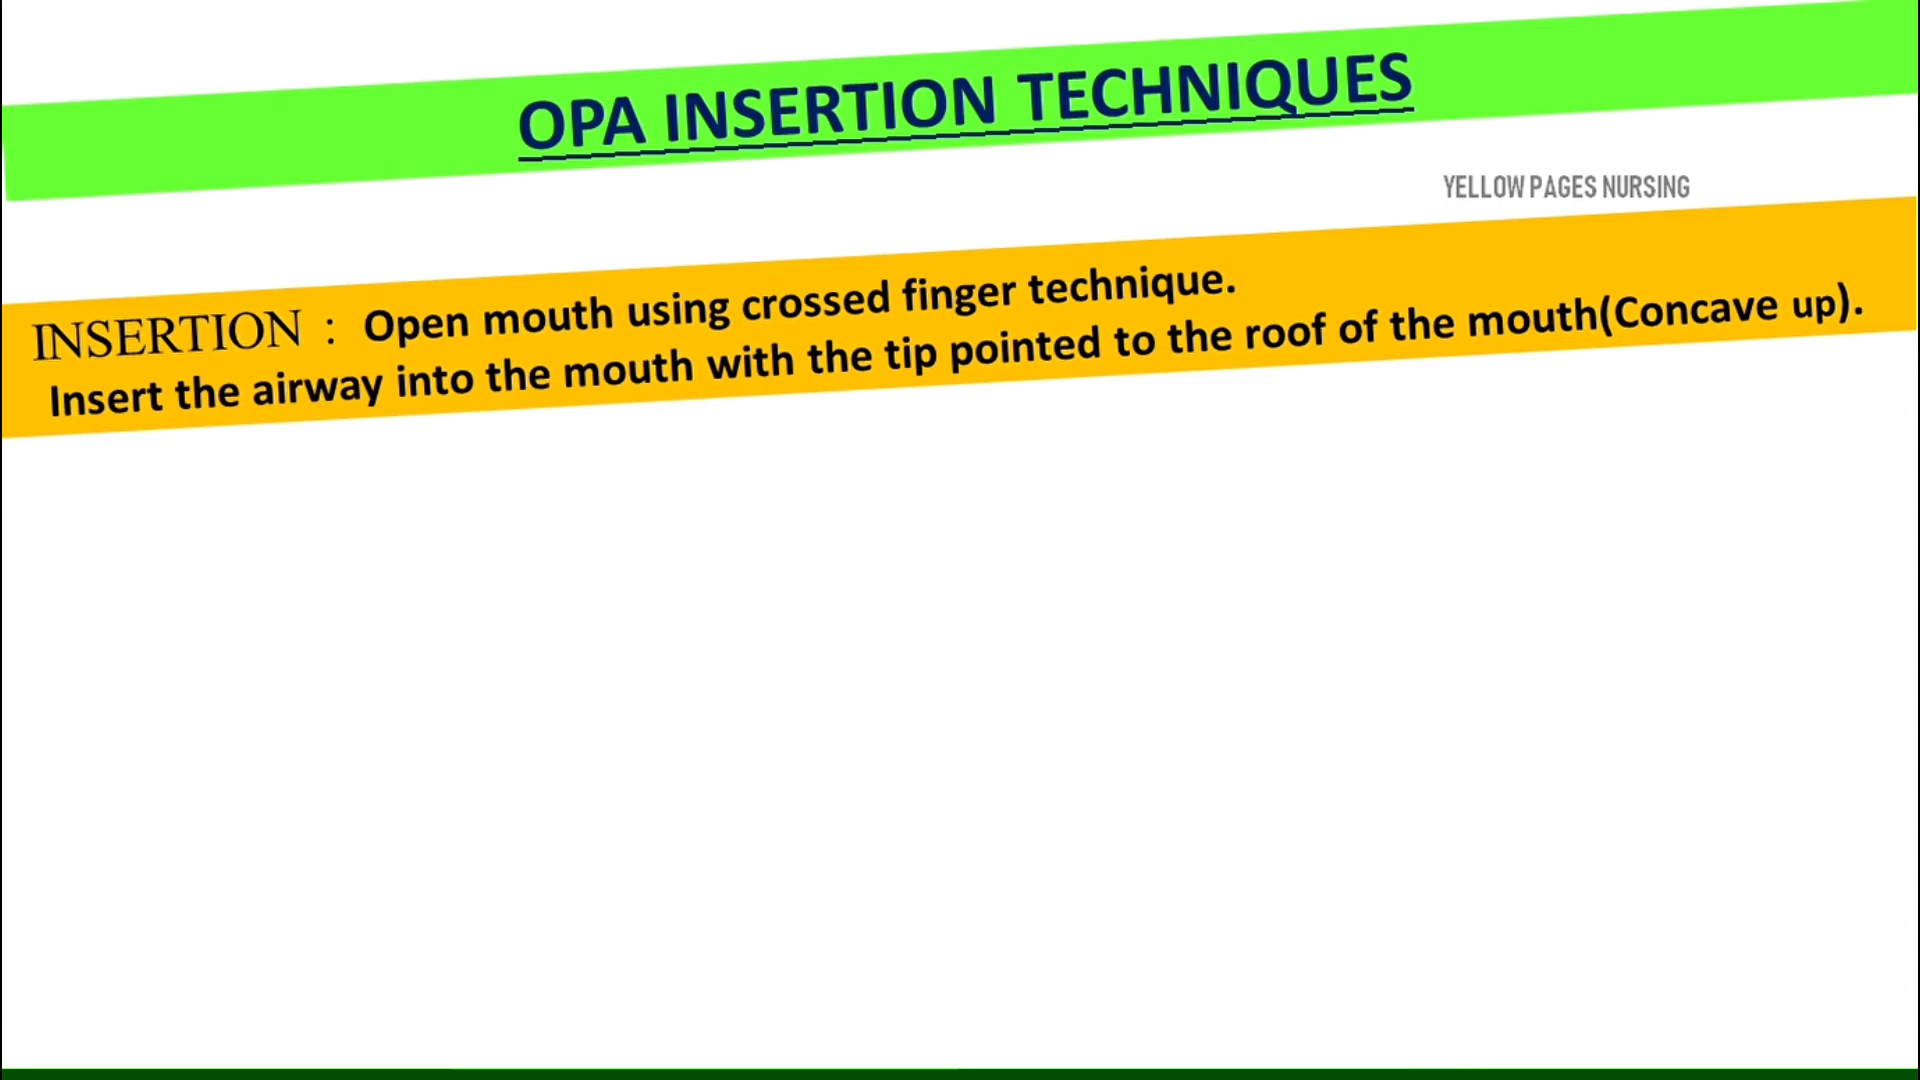 OPA INSERTION TECHNIQUES
YELLOW PAGES NURSING
INSERTION : Open mouth using crossed finger technique.
Insert the airway into the mouth with the tip pointed to the roof of the mouth(Concave up).